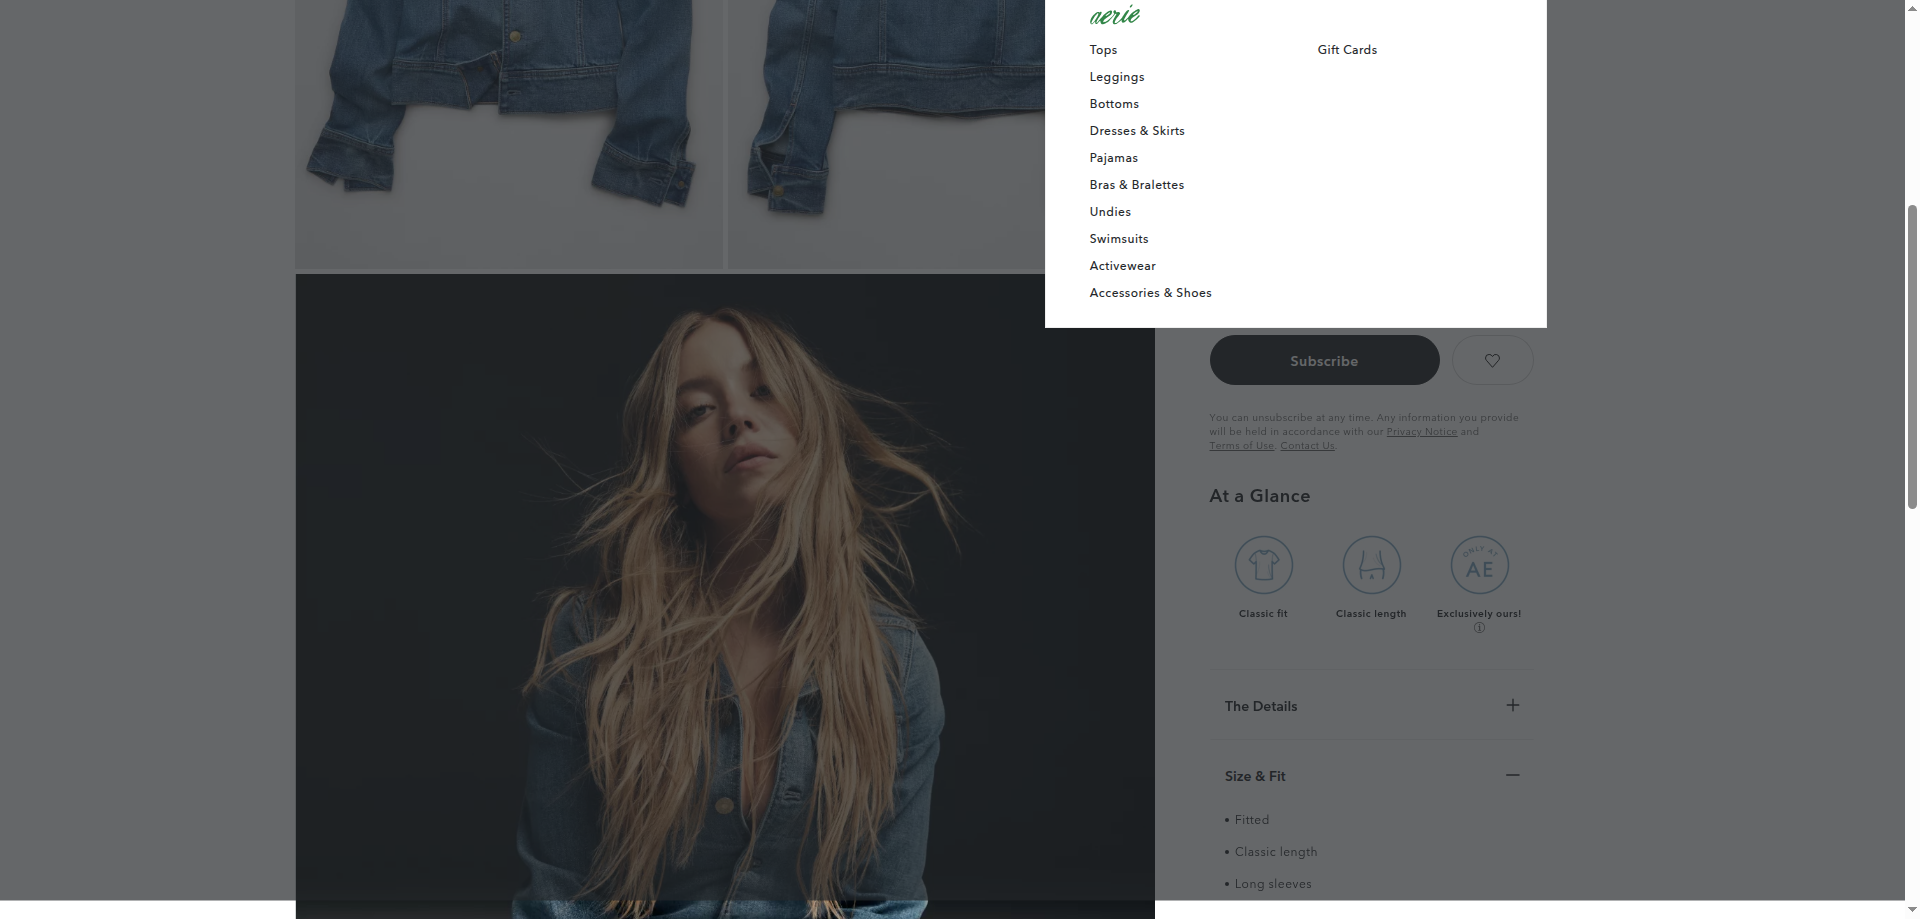 aerie
Tops
Leggings
Bottoms
Dresses & Skirts
Pajamas
Bras & Bralettes
Undies
Swimsuits
Activewear
Accessories & Shoes
Gift Cards
Subscribe
You can unsubscribe at any time. Any information you provide
will be held in accordance with our Privacy Notice and
Terms of Use. Contact Us.
At a Glance
ONLY AT
AE
Classic fit
Classic length
Exclusively ours!
The Details
Size & Fit
• Fitted
• Classic length
• Long sleeves